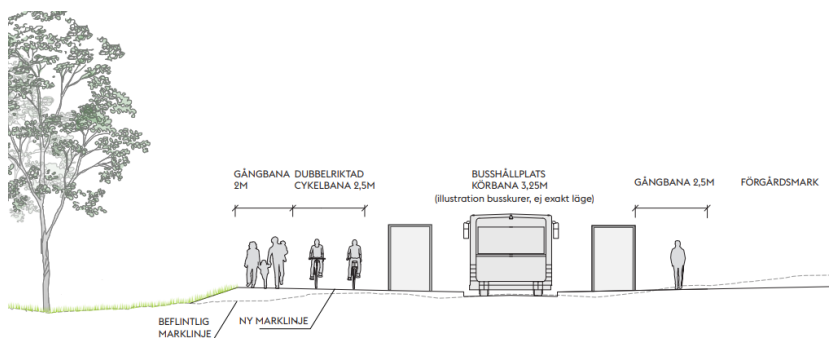 GÅNGBANA
2M
DUBBELRIKTAD
CYKELBANA 2,5M
BUSSHÅLLPLATS
KÖRBANA 3,25M
(illustration busskurer, ej exakt läge)
GÅNGBANA 2,5M
FÖRGÅRDSMARK
BEFLINTLIG
MARKLINJE
NY MARKLINJE